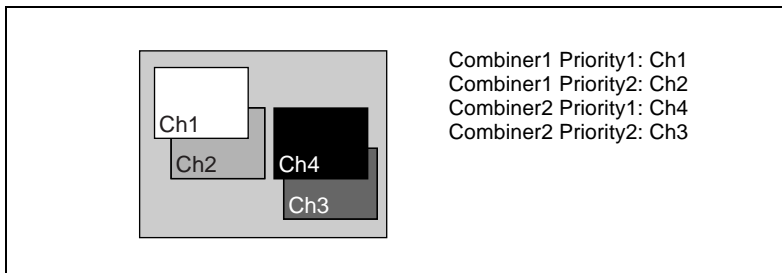 Ch1
Ch2
Ch4
Ch3
Combiner1 Priority1: Ch1
Combiner1 Priority2: Ch2
Combiner2 Priority1: Ch4
Combiner2 Priority2: Ch3